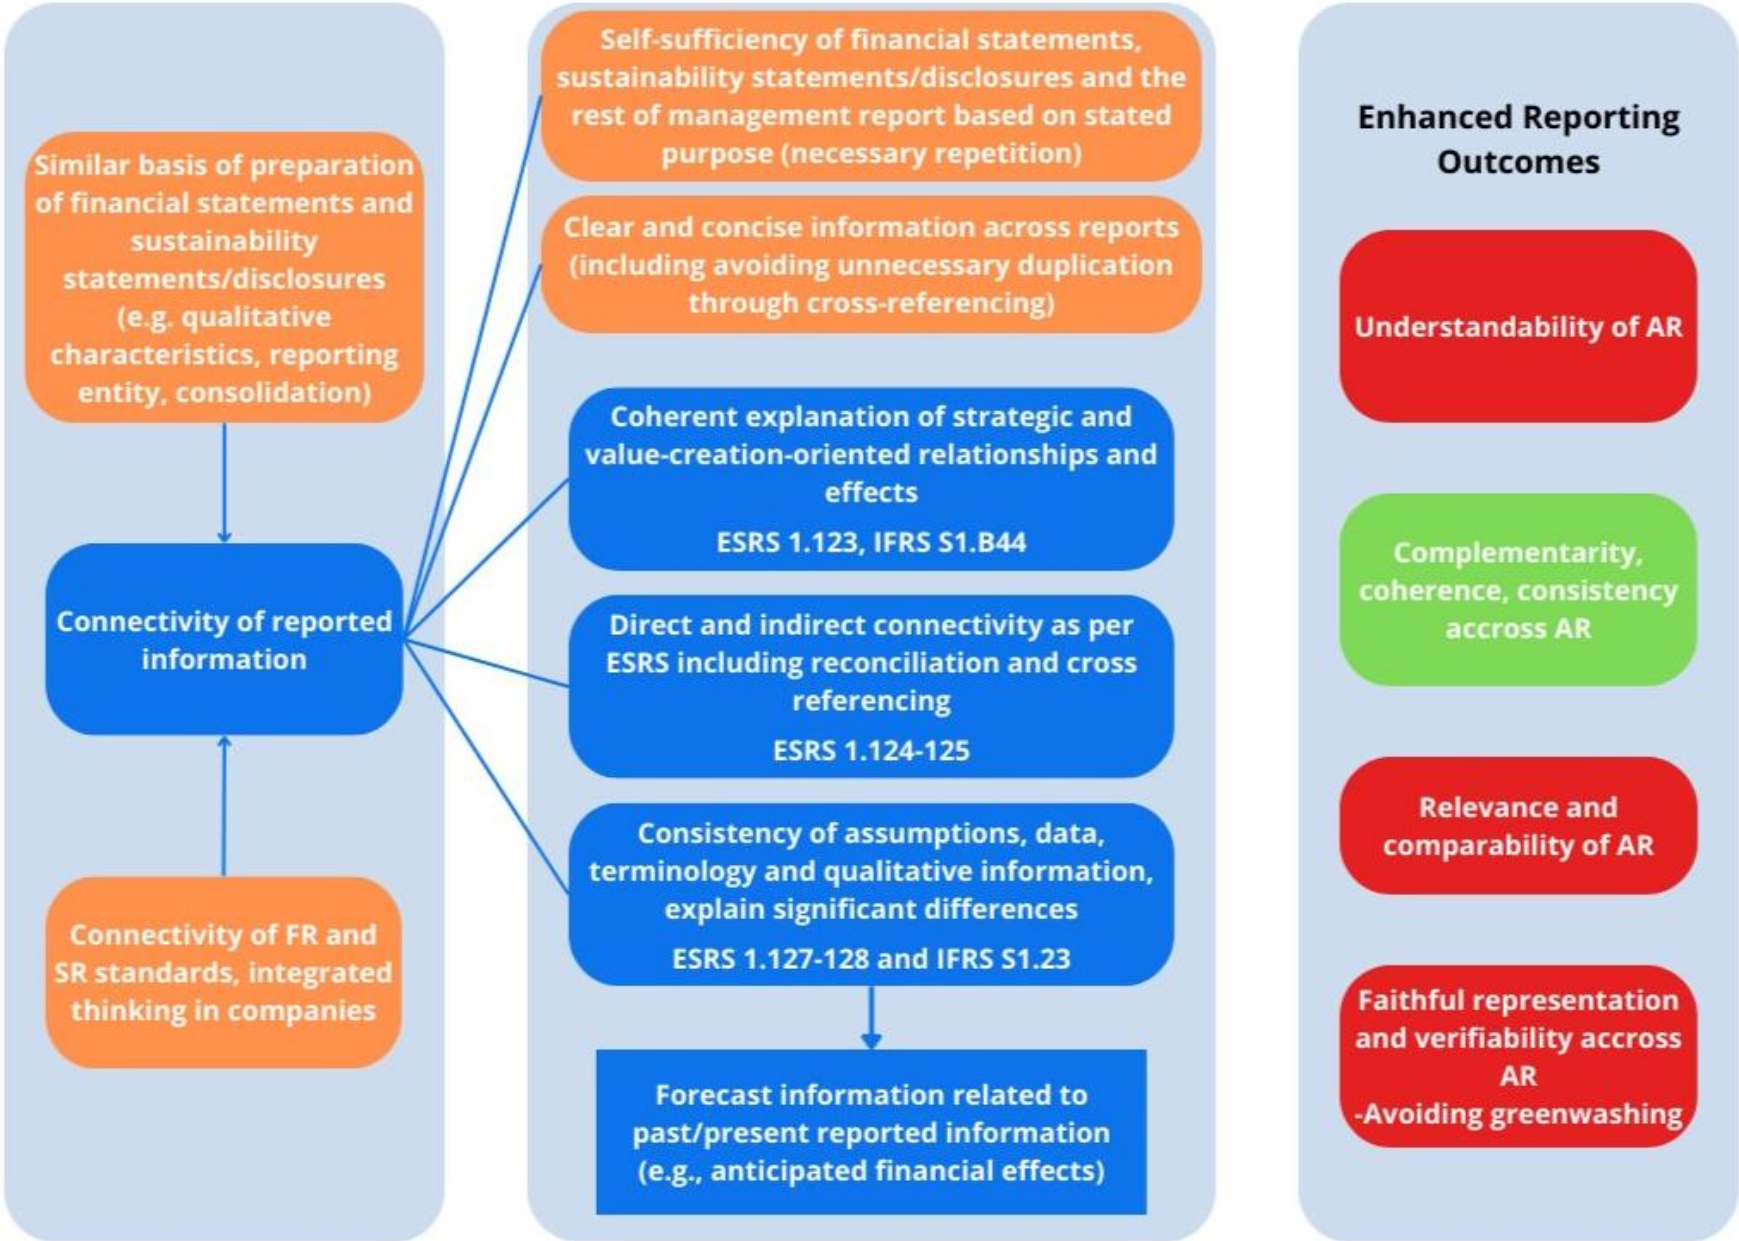 Similar basis of preparation
of financial statements and
sustainability
statements/disclosures
(e.g. qualitative
characteristics, reporting
entity, consolidation)
Connectivity of reported
information
Connectivity of FR and
SR standards, integrated
thinking in companies
Self-sufficiency of financial statements,
sustainability statements/disclosures and the
rest of management report based on stated
purpose (necessary repetition)
Clear and concise information across reports
(including avoiding unnecessary duplication
through cross-referencing)
Coherent explanation of strategic and
value-creation-oriented relationships and
effects
ESRS 1.123, IFRS S1.B44
Direct and indirect connectivity as per
ESRS including reconciliation and cross
referencing
ESRS 1.124-125
Consistency of assumptions, data,
terminology and qualitative information,
explain significant differences
ESRS 1.127-128 and IFRS S1.23
Forecast information related to
past/present reported information
(e.g., anticipated financial effects)
Enhanced Reporting
Outcomes
Understandability of AR
Complementarity,
coherence, consistency
accross AR
Relevance and
comparability of AR
Faithful representation
and verifiability accross
AR
-Avoiding greenwashing